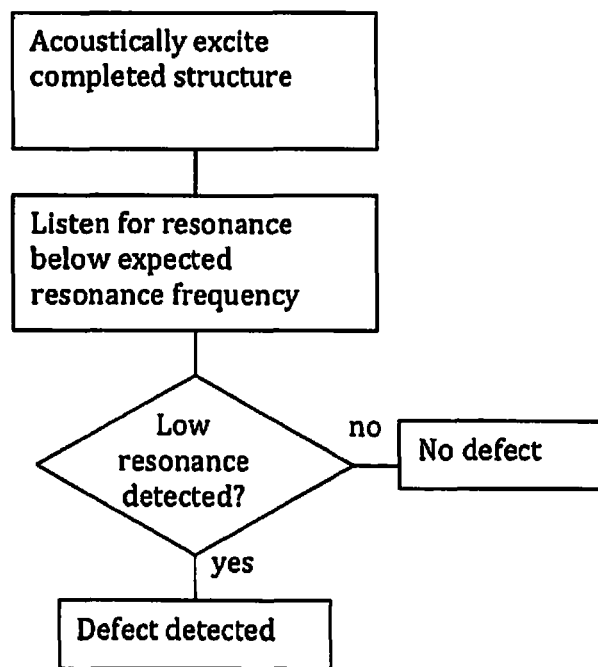 Acoustically excite
completed structure
Listen for resonance
below expected
resonance frequency
Low
resonance
detected?
no
No defect
yes
Defect detected